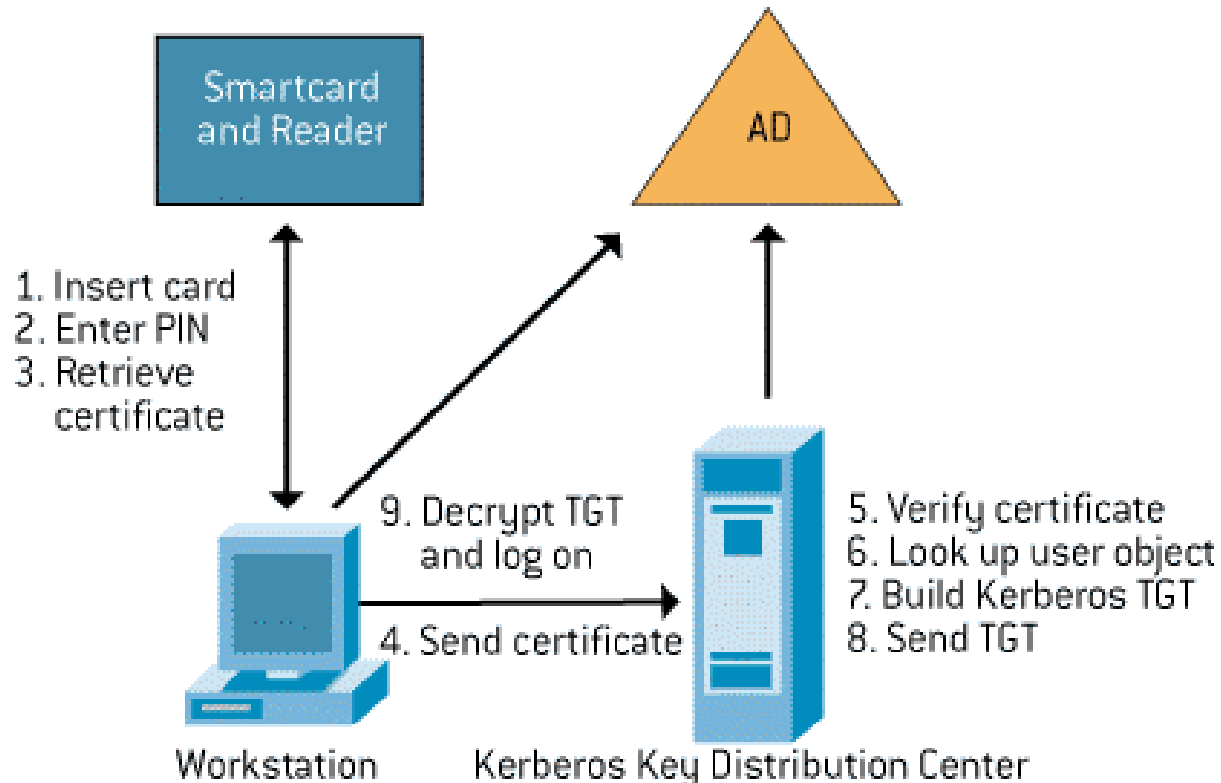 Smartcard
and Reader
AD
1. Insert card
2. Enter PIN
3. Retrieve
certificate
9. Decrypt TGT
and log on
4. Send certificate
5. Verify certificate
6. Look up user object
7. Build Kerberos TGT
8. Send TGT
Workstation
Kerberos Key Distribution Center